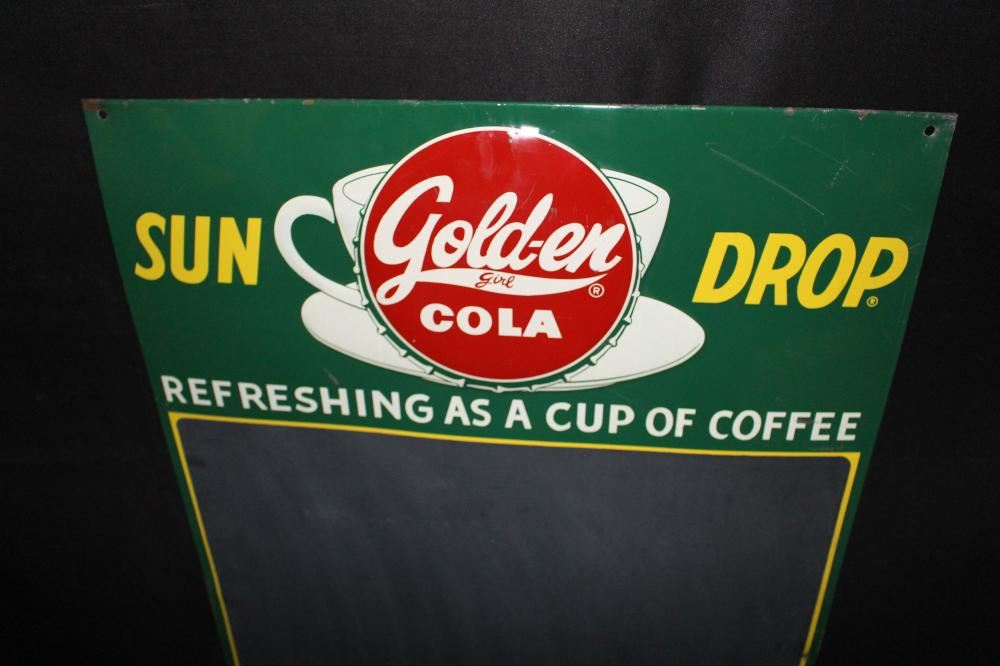 SUN DROP®
Gold-en
Girl
®
COLA
REFRESHING AS A CUP OF COFFEE